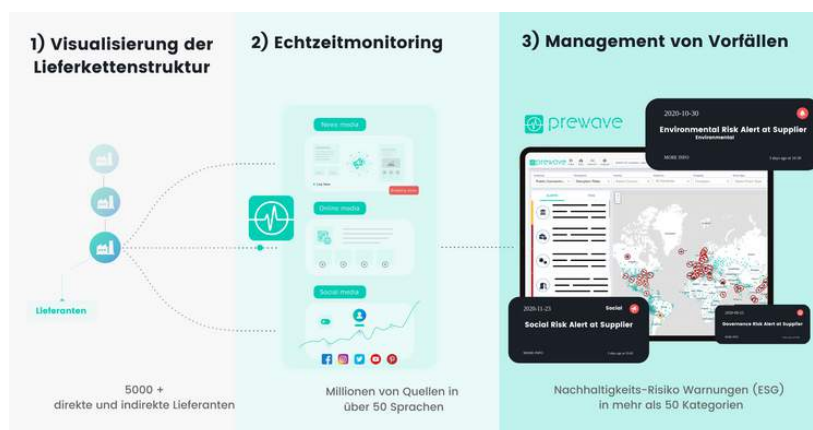 1) Visualisierung der
Lieferkettenstruktur
Lieferanten
5000 +
direkte und indirekte Lieferanten
2) Echtzeitmonitoring
News media
Online media
Social media
Millionen von Quellen in
über 50 Sprachen
3) Management von Vorfällen
prewave
2020-10-30
Environmental Risk Alert at Supplier
Environmental
MORE INFO
prewave
2020-11-23
Social
Social Risk Alert at Supplier
MORE INFO
Governance Risk Alert at Supplier
Nachhaltigkeits-Risiko Warnungen (ESG)
in mehr als 50 Kategorien